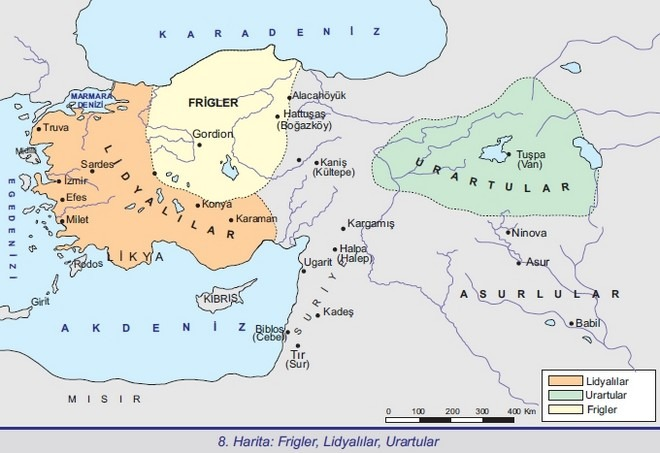 KARADENİZ
MARMARA
DENİZİ
FRİGLER
Alacahöyük
Hattuşaş
(Boğazköy)
Gordion
Truva
Sardes
İzmir
Efes
Milet
LİDYALILAR
Konya
Karaman
Kaniş
(Kültepe)
URARTULAR
Tuşpa
(Van)
EGEDENİZİ
LİKYA
Rodos
Girit
KIBRIS
Kargamış
Halpa
(Halep)
Ugarit
SURİYE
Kadeş
Ninova
Asur
ASURLULAR
Babil
AKDENİZ
Biblos
(Cebel)
Tır
(Sur)
MISIR
Lidyalılar
Urartular
Frigler
0 100 200 300 400 Km
8. Harita: Frigler, Lidyalılar, Urartular